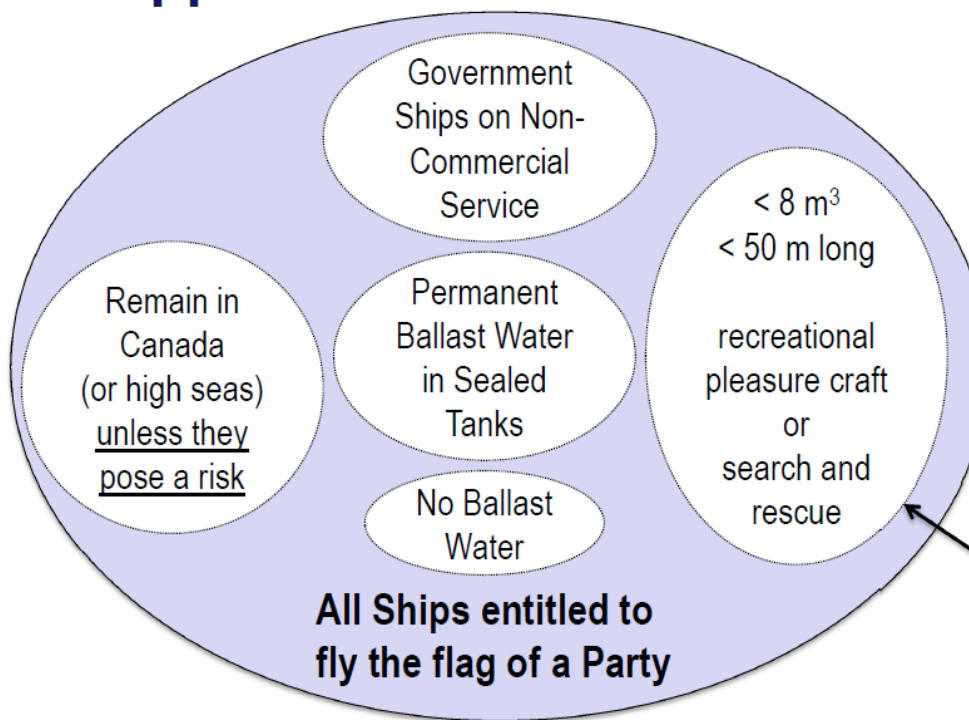 Government
Ships on Non-
Commercial
Service
< 8 m³
< 50 m long
recreational
pleasure craft
or
search and
rescue
Remain in
Canada
(or high seas)
unless they
pose a risk
Permanent
Ballast Water
in Sealed
Tanks
No Ballast
Water
All Ships entitled to
fly the flag of a Party